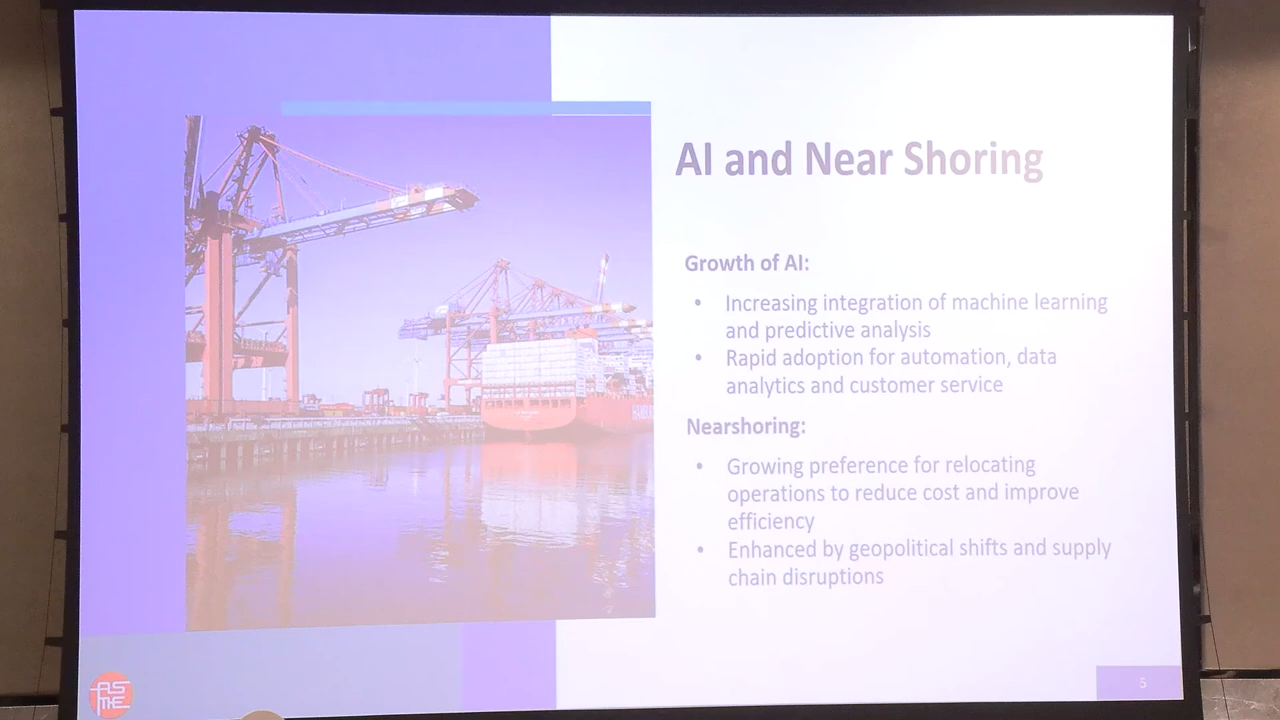 AI and Near Shoring
Growth of AI:
• Increasing integration of machine learning
and predictive analysis
• Rapid adoption for automation, data
analytics and customer service
Nearshoring:
• Growing preference for relocating
operations to reduce cost and improve
efficiency
• Enhanced by geopolitical shifts and supply
chain disruptions
ASME
5